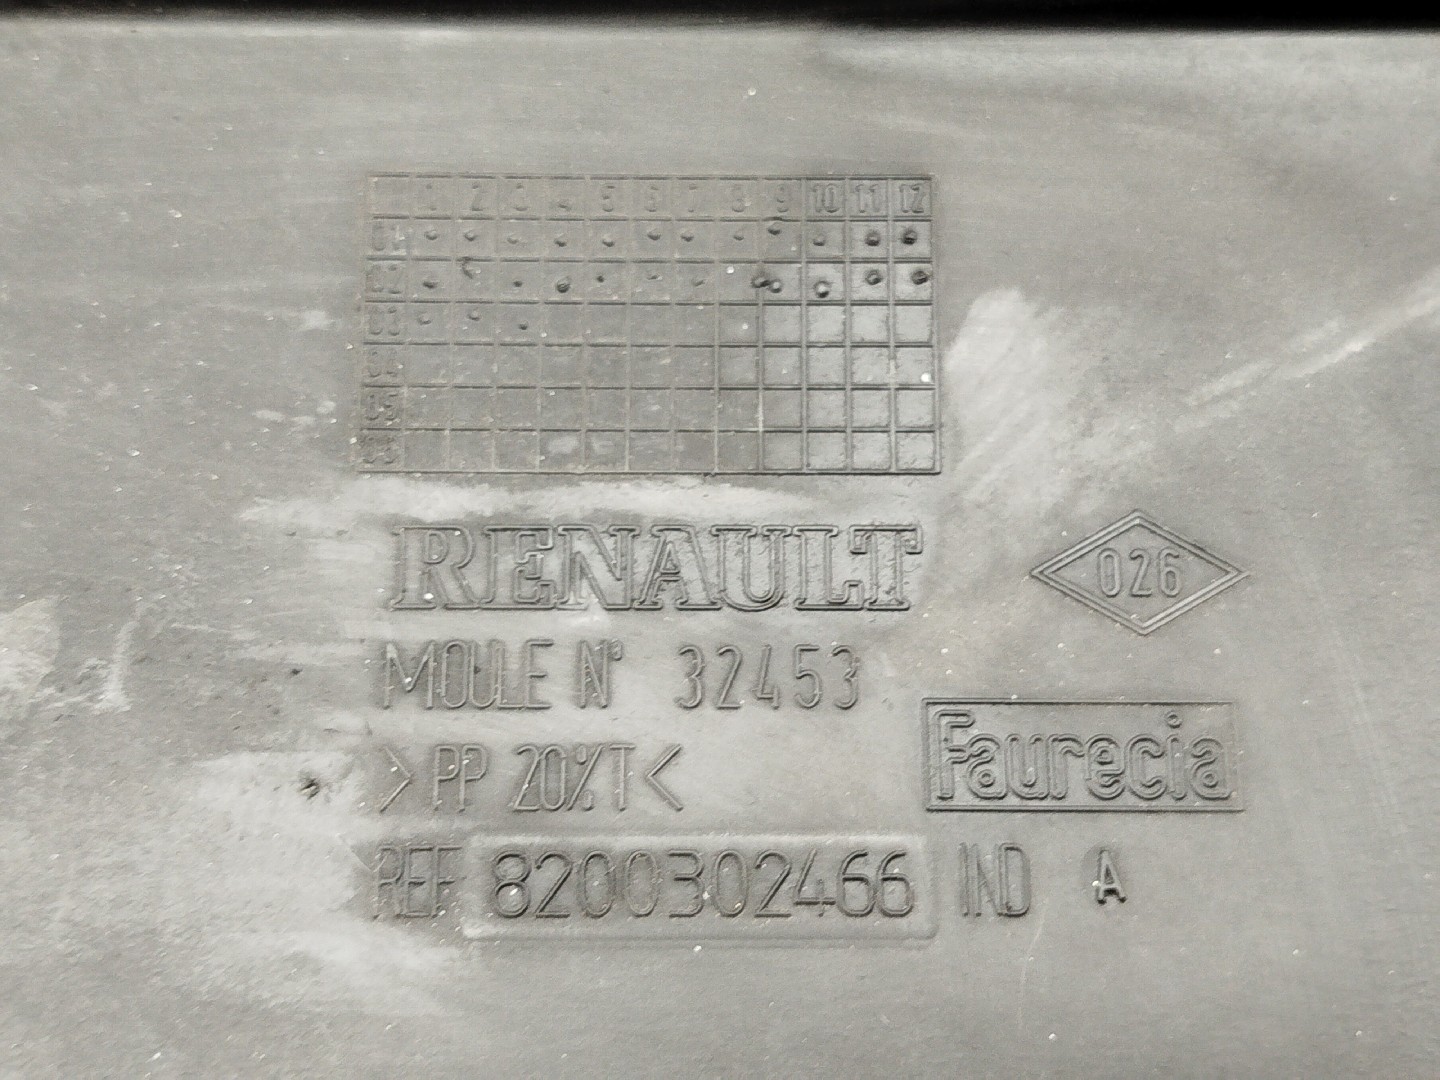 1 2 3 4 5 6 7 8 9 10 11 12
01
02
03
04
05
06
RENAULT
026
MOULE N° 32453
Faurecia
>PP 20%T<
REF 8200302466 IND A